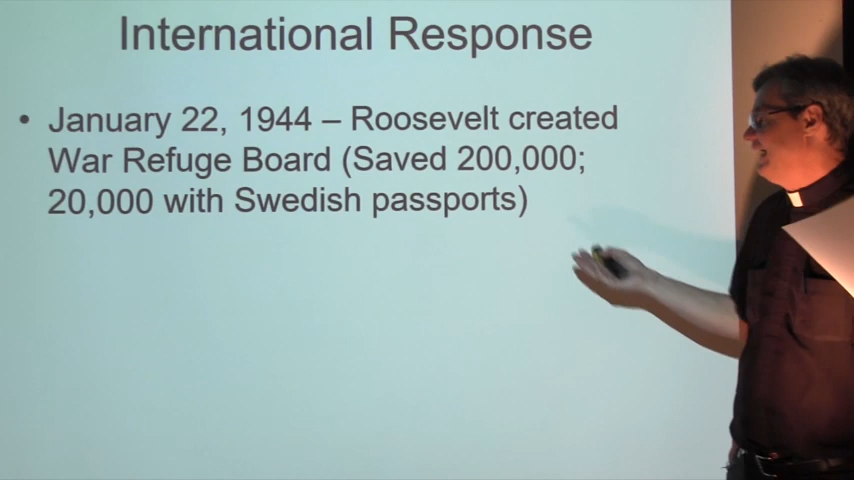 International Response
• January 22, 1944 – Roosevelt created
War Refuge Board (Saved 200,000;
20,000 with Swedish passports)